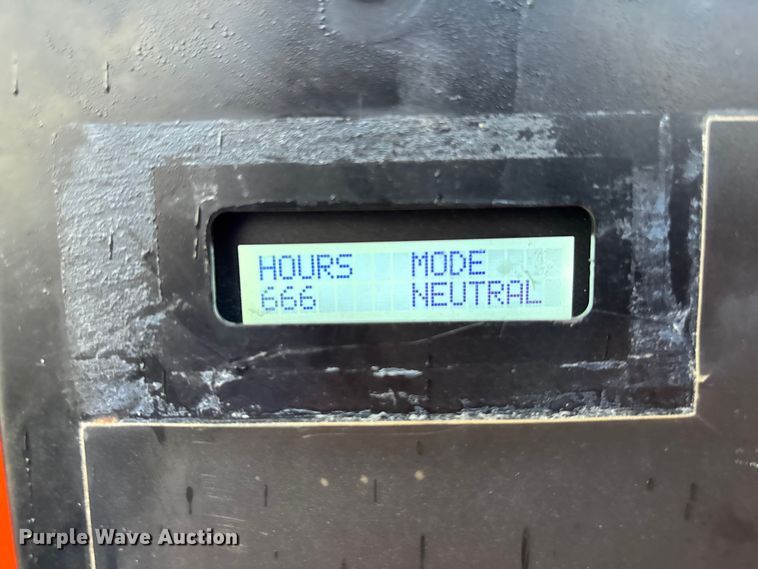 HOURS MODE
666 NEUTRAL
Purple Wave Auction